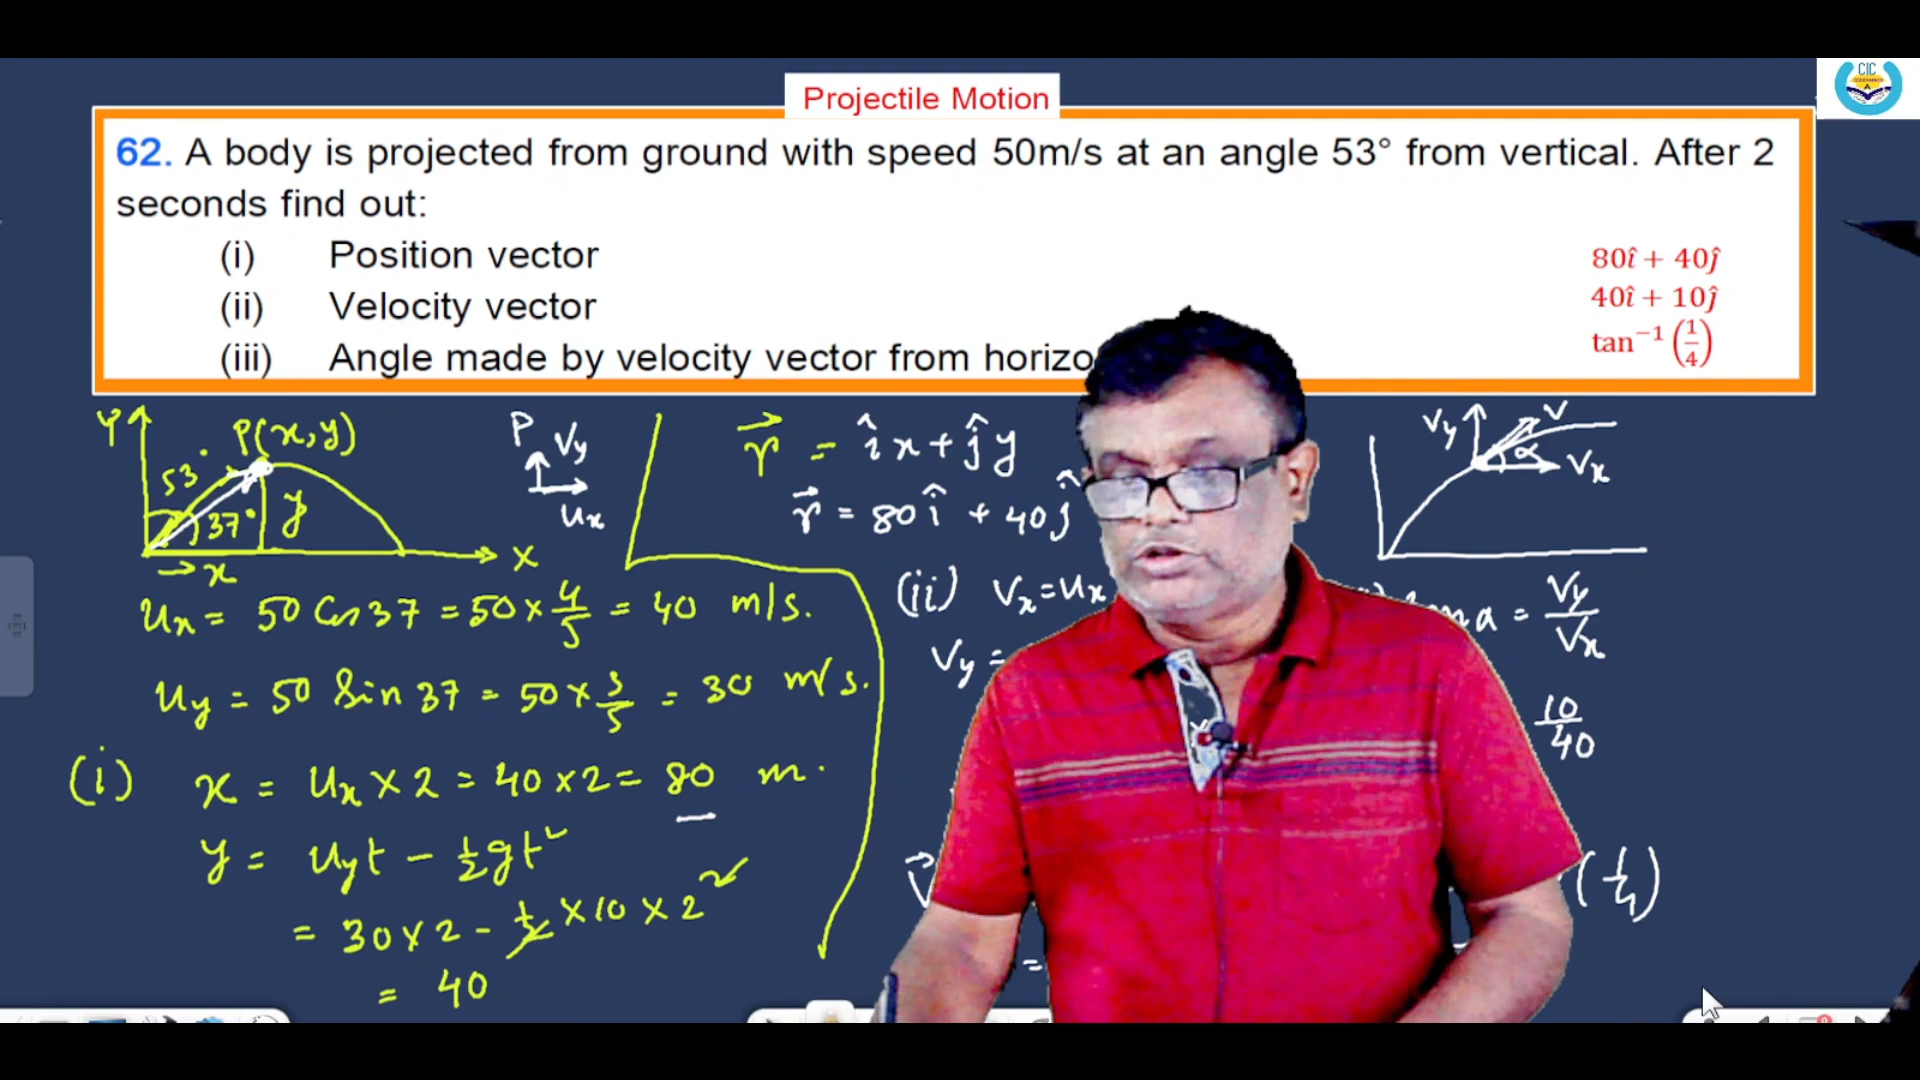 CIC
Projectile Motion
62. A body is projected from ground with speed 50m/s at an angle 53° from vertical. After 2
seconds find out:
(i) Position vector
(ii) Velocity vector
(iii) Angle made by velocity vector from horizo
80î + 40ĵ
40î + 10ĵ
tan⁻¹ (1/4)
Y
P(x,y)
53°
37°
y
x
X
P
Vy
ux
r⃗ = îx + ĵy
r⃗ = 80î + 40ĵ
Vy
V
α
Vx
ux = 50 Cos 37 = 50 × 4/5 = 40 m/s.
uy = 50 Sin 37 = 50 × 3/5 = 30 m/s.
(i) x = ux × 2 = 40 × 2 = 80 m.
y = uyt - 1/2 gt²
= 30 × 2 - 1/2 × 10 × 2²
= 40
(ii) Vx = ux
Vy =
V⃗
=
α = Vy/Vx
10/40
(1/4)